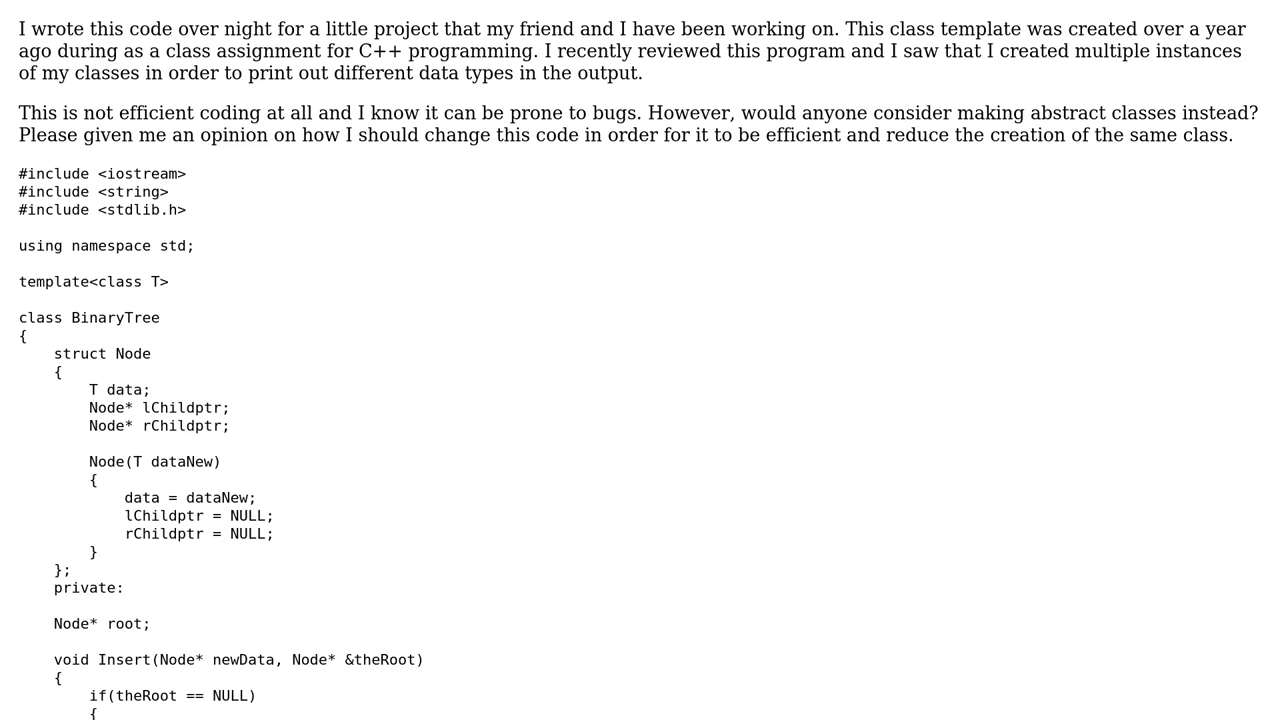 I wrote this code over night for a little project that my friend and I have been working on. This class template was created over a year
ago during as a class assignment for C++ programming. I recently reviewed this program and I saw that I created multiple instances
of my classes in order to print out different data types in the output.
This is not efficient coding at all and I know it can be prone to bugs. However, would anyone consider making abstract classes instead?
Please given me an opinion on how I should change this code in order for it to be efficient and reduce the creation of the same class.
#include <iostream>
#include <string>
#include <stdlib.h>
using namespace std;
template<class T>
class BinaryTree
{
    struct Node
    {
        T data;
        Node* lChildptr;
        Node* rChildptr;
        Node(T dataNew)
        {
            data = dataNew;
            lChildptr = NULL;
            rChildptr = NULL;
        }
    };
    private:
    Node* root;
    void Insert(Node* newData, Node* &theRoot)
    {
        if(theRoot == NULL)
        {